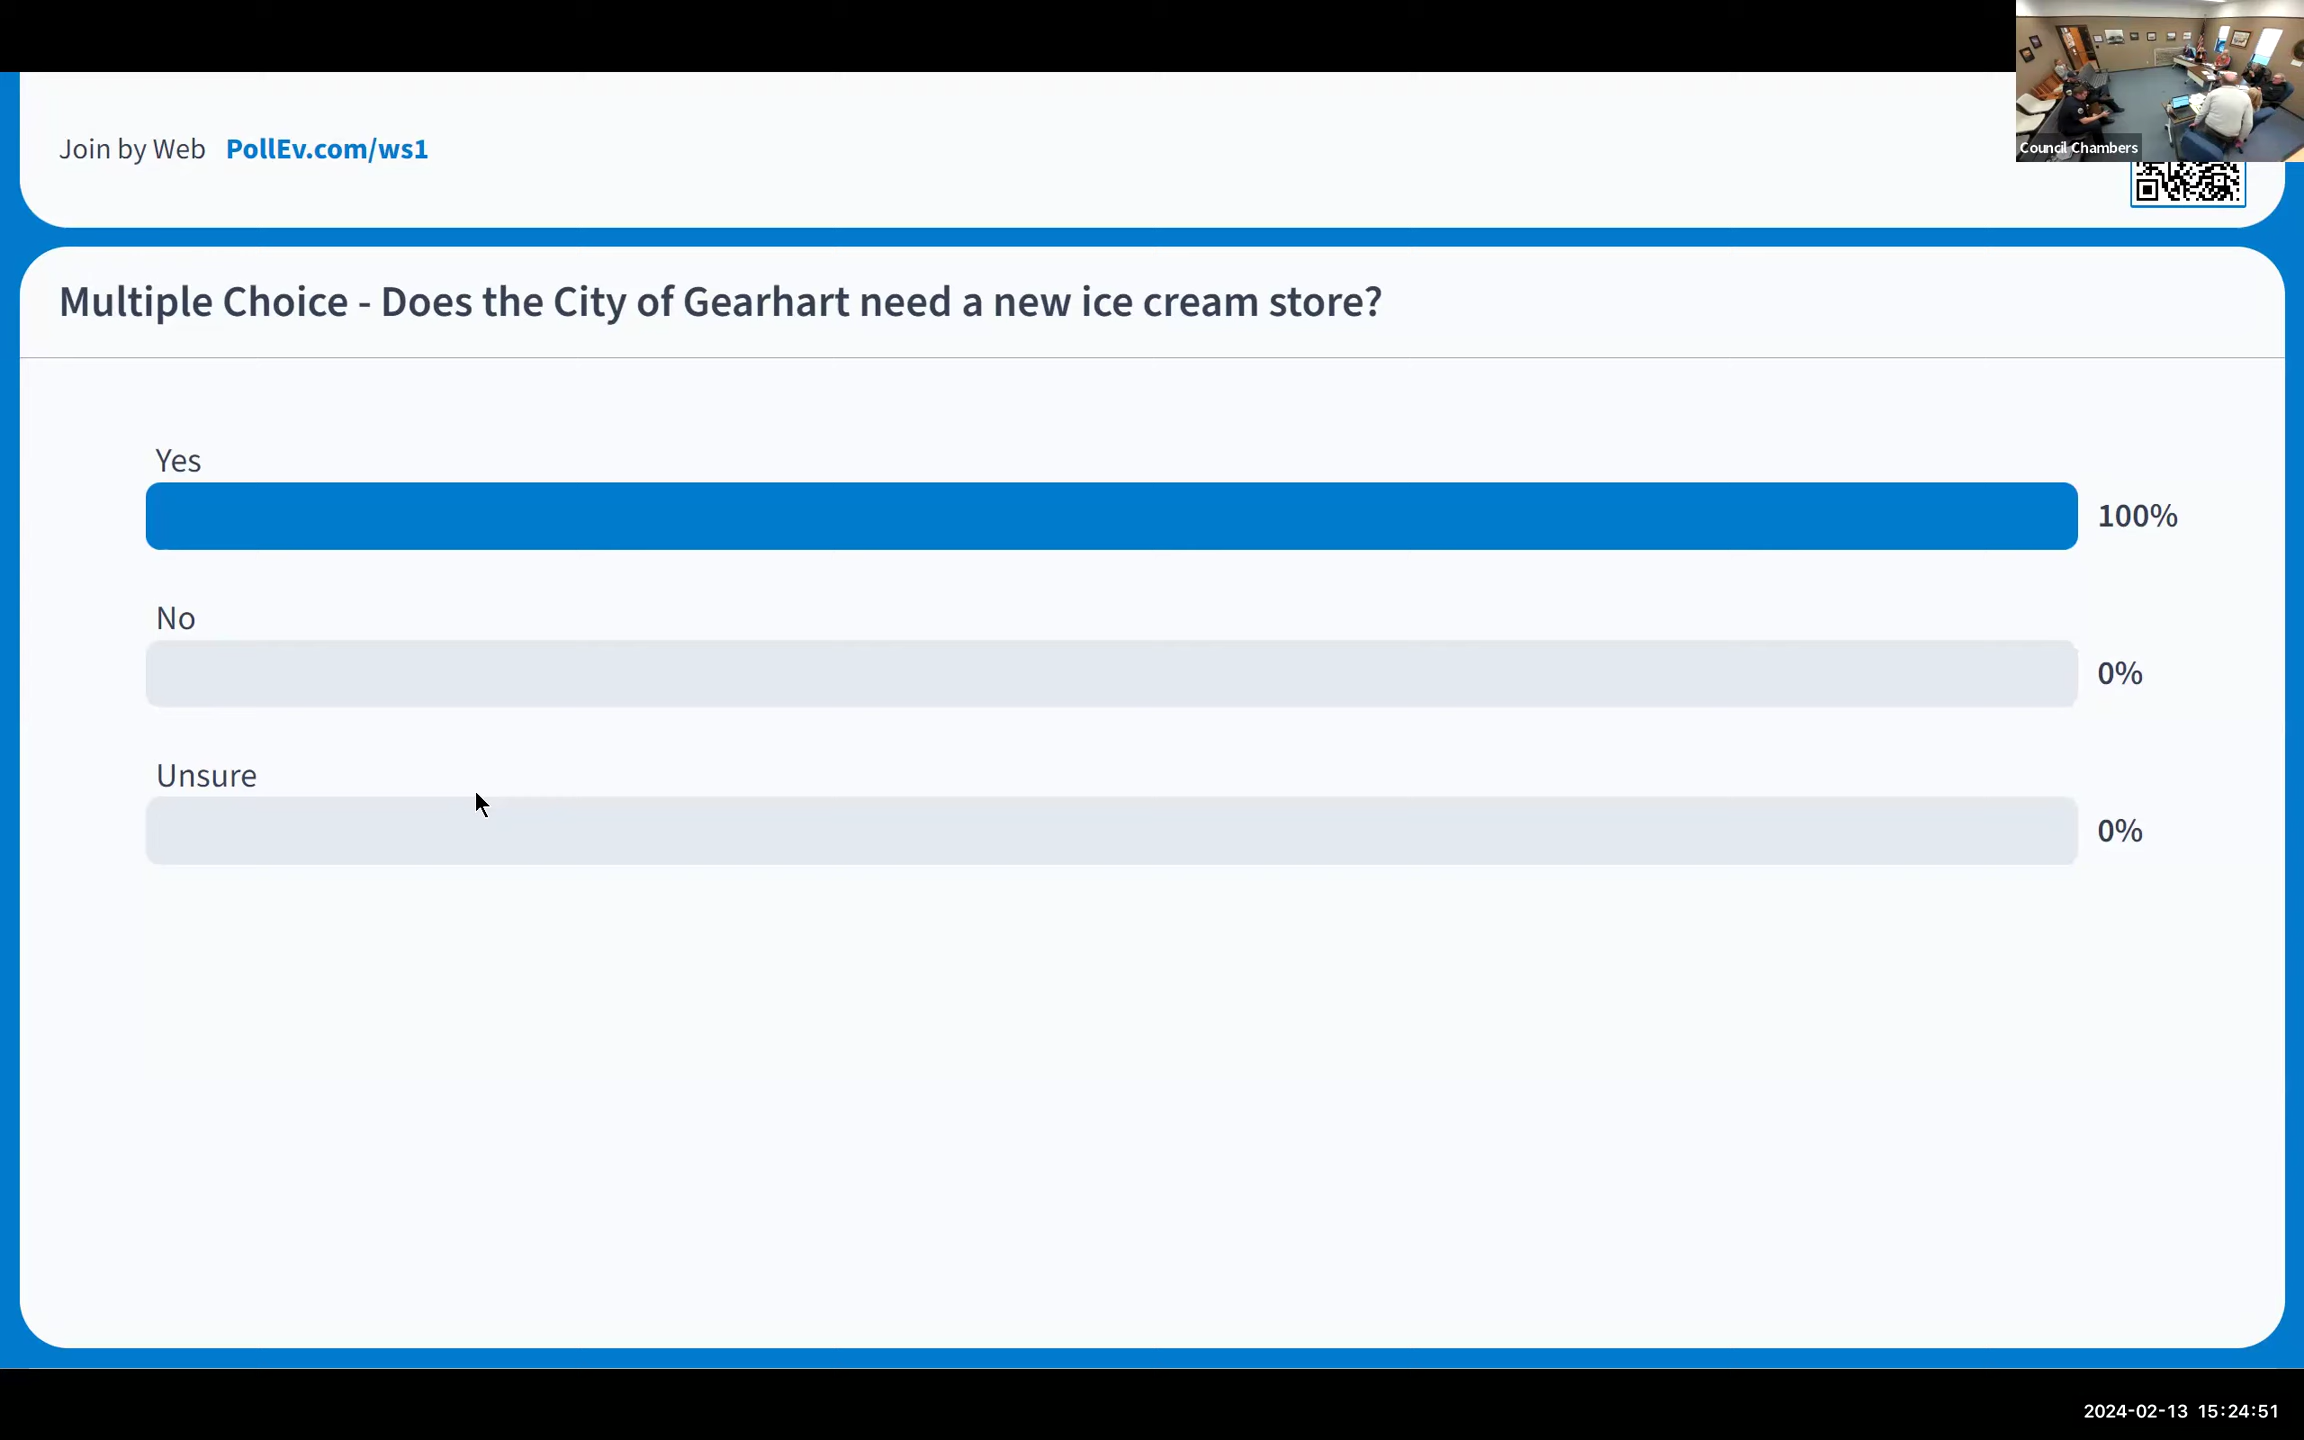 Join by Web PollEv.com/ws1
Council Chambers
Multiple Choice - Does the City of Gearhart need a new ice cream store?
Yes
100%
No
0%
Unsure
0%
2024-02-13 15:24:51